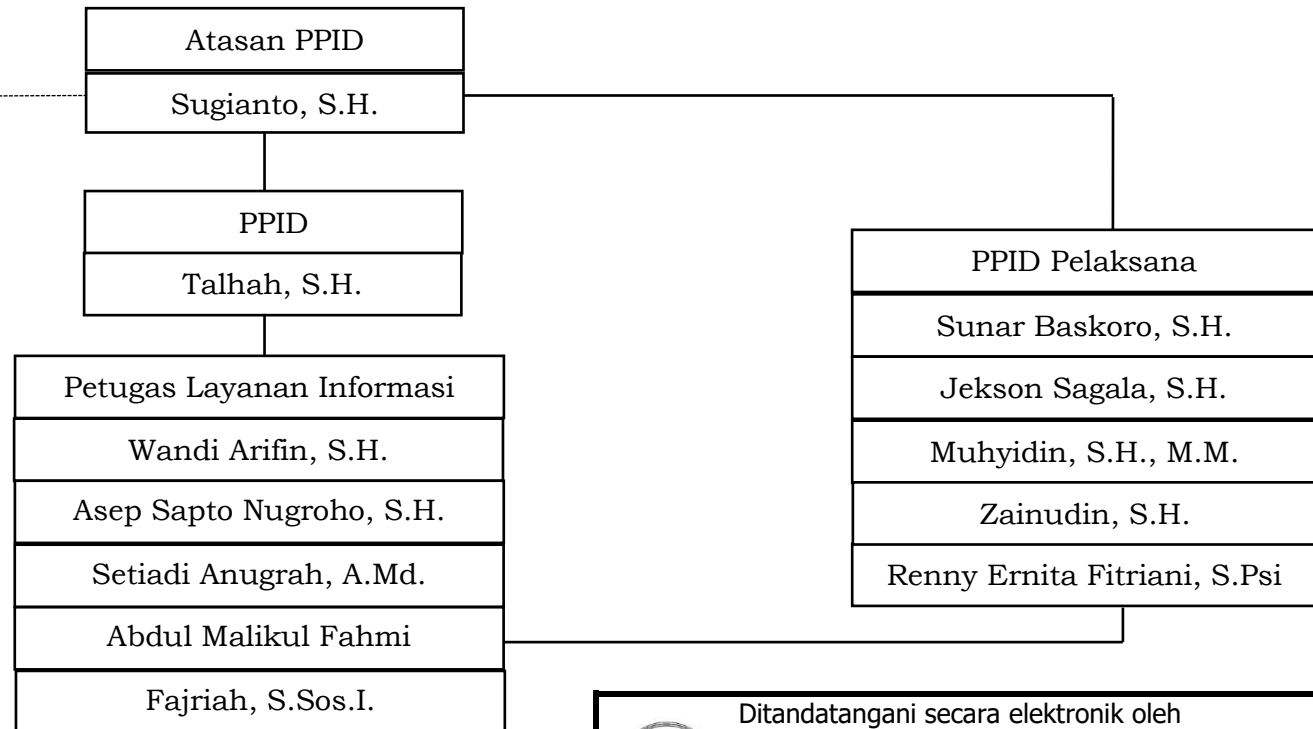 Atasan PPID
Sugianto, S.H.
PPID
Talhah, S.H.
Petugas Layanan Informasi
Wandi Arifin, S.H.
Asep Sapto Nugroho, S.H.
Setiadi Anugrah, A.Md.
Abdul Malikul Fahmi
Fajriah, S.Sos.I.
PPID Pelaksana
Sunar Baskoro, S.H.
Jekson Sagala, S.H.
Muhyidin, S.H., M.M.
Zainudin, S.H.
Renny Ernita Fitriani, S.Psi
Ditandatangani secara elektronik oleh